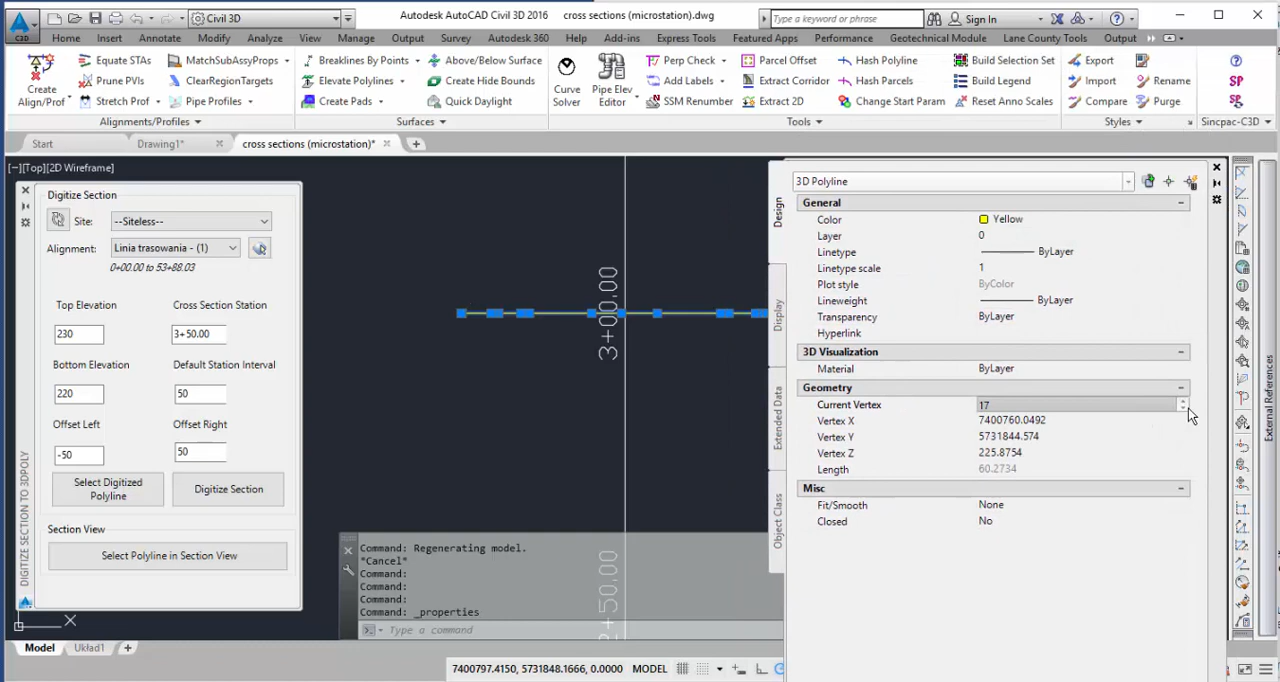 Civil 3D
Autodesk AutoCAD Civil 3D 2016 cross sections (microstation).dwg
Type a keyword or phrase
Sign In
C3D
Home Insert Annotate Modify Analyze View Manage Output Survey Autodesk 360 Help Add-ins Express Tools Featured Apps Performance Geotechnical Module Lane County Tools Output
Create
Align/Prof
Equate STAs
Prune PVIs
Stretch Prof
MatchSubAssyProps
ClearRegionTargets
Pipe Profiles
Alignments/Profiles
Breaklines By Points
Elevate Polylines
Create Pads
Above/Below Surface
Create Hide Bounds
Quick Daylight
Surfaces
Curve
Solver
Pipe Elev
Editor
Perp Check
Add Labels
SSM Renumber
Parcel Offset
Extract Corridor
Extract 2D
Hash Polyline
Hash Parcels
Change Start Param
Build Selection Set
Build Legend
Reset Anno Scales
Tools
Export
Import
Compare
Rename
Purge
Styles
SP
SP
Sincpac-C3D
Start
Drawing1*
cross sections (microstation)*
[−][Top][2D Wireframe]
Digitize Section
Site: --Siteless--
Alignment: Linia trasowania - (1)
0+00.00 to 53+88.03
Top Elevation Cross Section Station
230 3+50.00
Bottom Elevation Default Station Interval
220 50
Offset Left Offset Right
-50 50
Select Digitized
Polyline
Digitize Section
Section View
Select Polyline in Section View
DIGITIZE SECTION TO 3DPOLY
X
3+00.00
2+50.00
Command: Regenerating model.
*Cancel*
Command:
Command:
Command:
Command: _properties
Type a command
3D Polyline
Design
Display
Extended Data
Object Class
General
Color Yellow
Layer 0
Linetype ByLayer
Linetype scale 1
Plot style ByColor
Lineweight ByLayer
Transparency ByLayer
Hyperlink
3D Visualization
Material ByLayer
Geometry
Current Vertex 17
Vertex X 7400760.0492
Vertex Y 5731844.574
Vertex Z 225.8754
Length 60.2734
Misc
Fit/Smooth None
Closed No
External References
Model
Układ1
7400797.4150, 5731848.1666, 0.0000 MODEL